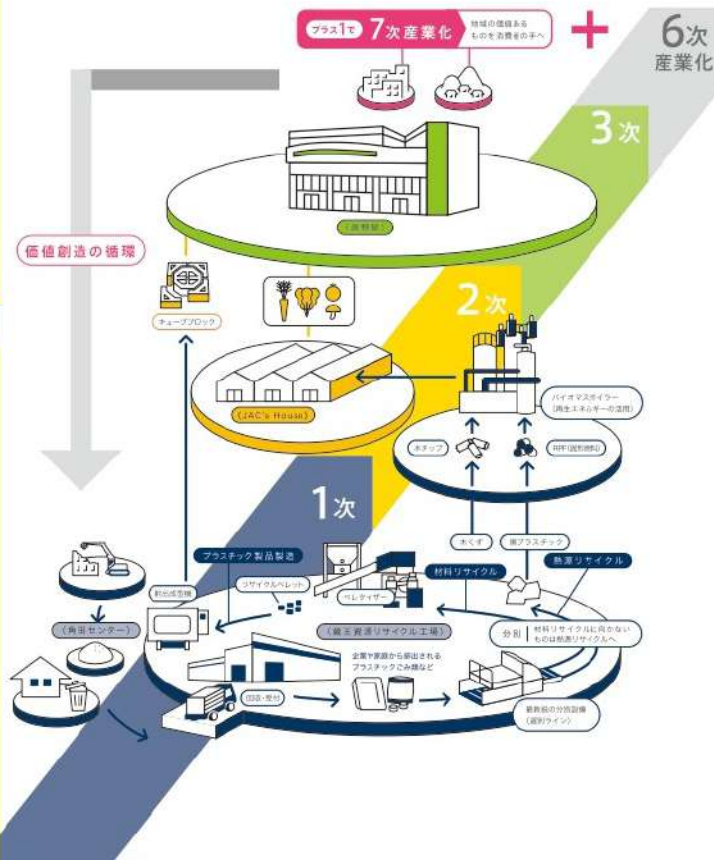 プラス1で 7次産業化
地域の価値ある
ものを消費者の手へ
+
6次
産業化
3次
価値創造の循環
キューブブロック
2次
(JAC's House)
バイオマスボイラー
(再生エネルギーの活用)
木チップ
RPF(固形燃料)
1次
木くず
廃プラスチック
プラスチック製品製造
材料リサイクル
熱源リサイクル
射出成型機
リサイクルペレット
ペレタイザー
(角田センター)
(蔵王資源リサイクル工場)
分別
材料リサイクルに向かない
ものは熱源リサイクルへ
企業や家庭から排出される
プラスチックごみ類など
回収・受付
最新鋭の分別設備
(選別ライン)